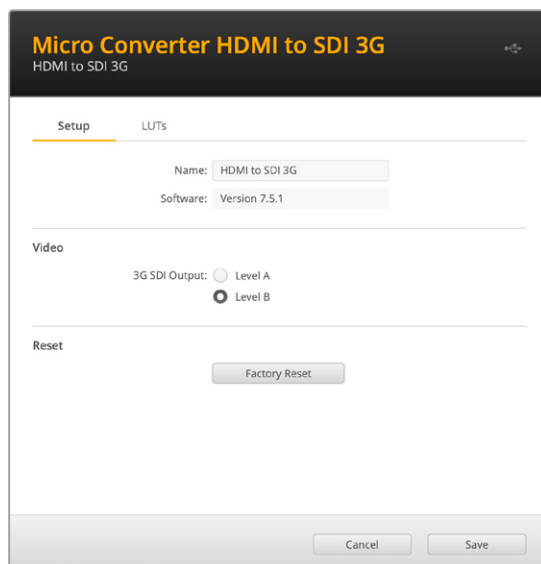 Micro Converter HDMI to SDI 3G
HDMI to SDI 3G
Setup LUTs
Name: HDMI to SDI 3G
Software: Version 7.5.1
Video
3G SDI Output: Level A
Level B
Reset
Factory Reset
Cancel Save